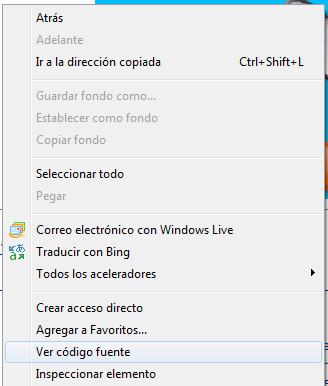 Atrás
Adelante
Ir a la dirección copiada Ctrl+Shift+L
Guardar fondo como...
Establecer como fondo
Copiar fondo
Seleccionar todo
Pegar
Correo electrónico con Windows Live
Traducir con Bing
Todos los aceleradores
Crear acceso directo
Agregar a Favoritos...
Ver código fuente
Inspeccionar elemento